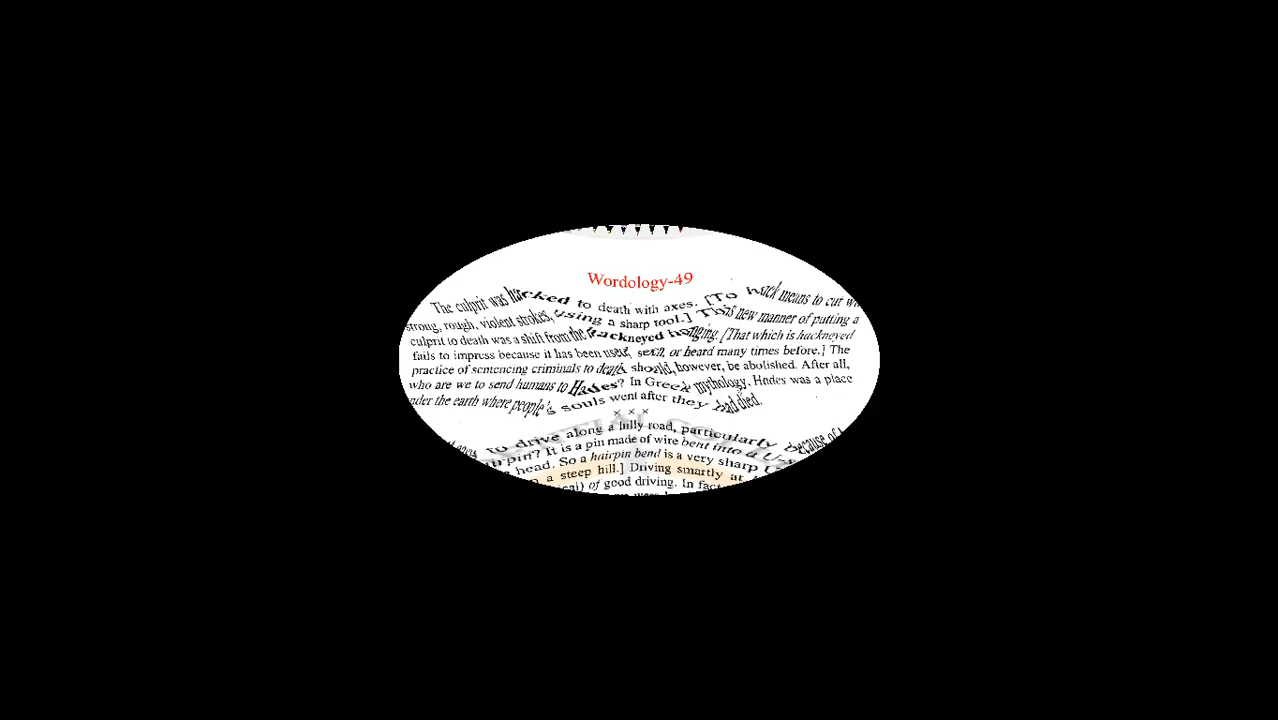 Wordology-49
The culprit was hacked to death with axes. [To hack means to cut
strong, rough, violent strokes, using a sharp tool.] This new manner of putting a
culprit to death was a shift from the hackneyed hanging. [That which is hackneyed
fails to impress because it has been used, seen, or heard many times before.] The
practice of sentencing criminals to death should, however, be abolished. After all,
who are we to send humans to Hades? In Greek mythology, Hades was a place
under the earth where people's souls went after they had died.
× × ×
to drive along a hilly road, particularly because of
pin? It is a pin made of wire bent into a U-
head. So a hairpin bend is a very sharp
a steep hill.] Driving smartly at
of good driving. In fact
were